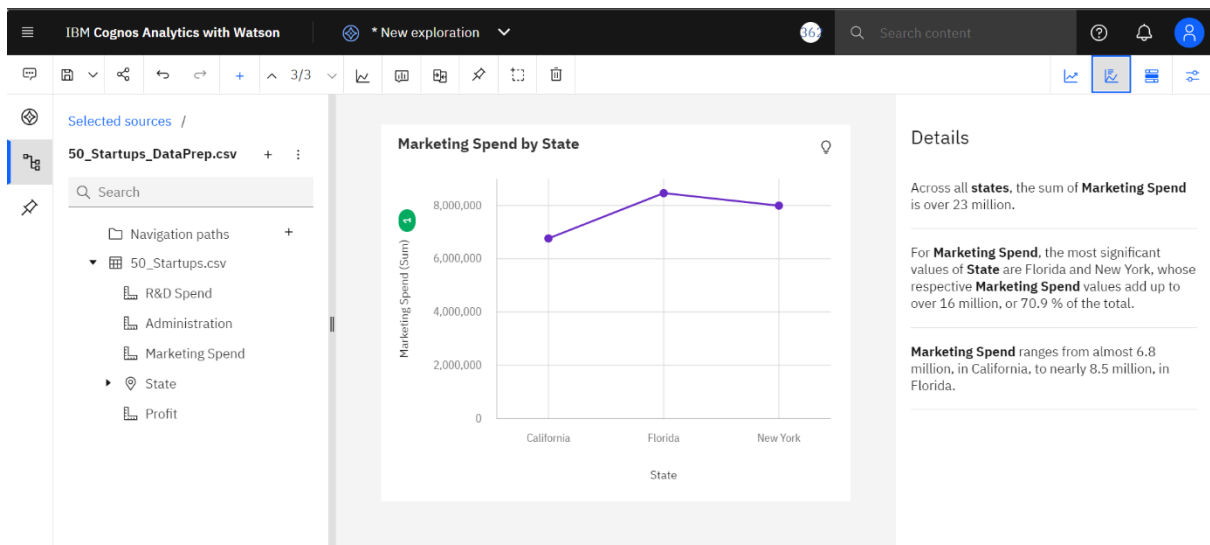 IBM Cognos Analytics with Watson
* New exploration
362
Search content
3/3
Selected sources /
50_Startups_DataPrep.csv
Search
Navigation paths
50_Startups.csv
R&D Spend
Administration
Marketing Spend
State
Profit
Marketing Spend by State
Marketing Spend (Sum)
1
8,000,000
6,000,000
4,000,000
2,000,000
0
California
Florida
New York
State
Details
Across all states, the sum of Marketing Spend
is over 23 million.
For Marketing Spend, the most significant
values of State are Florida and New York, whose
respective Marketing Spend values add up to
over 16 million, or 70.9 % of the total.
Marketing Spend ranges from almost 6.8
million, in California, to nearly 8.5 million, in
Florida.